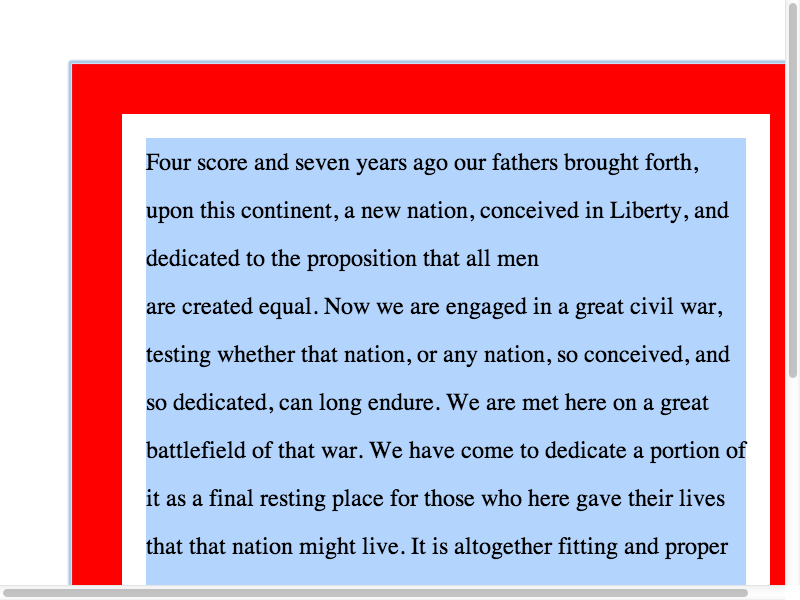 Four score and seven years ago our fathers brought forth,
upon this continent, a new nation, conceived in Liberty, and
dedicated to the proposition that all men
are created equal. Now we are engaged in a great civil war,
testing whether that nation, or any nation, so conceived, and
so dedicated, can long endure. We are met here on a great
battlefield of that war. We have come to dedicate a portion of
it as a final resting place for those who here gave their lives
that that nation might live. It is altogether fitting and proper